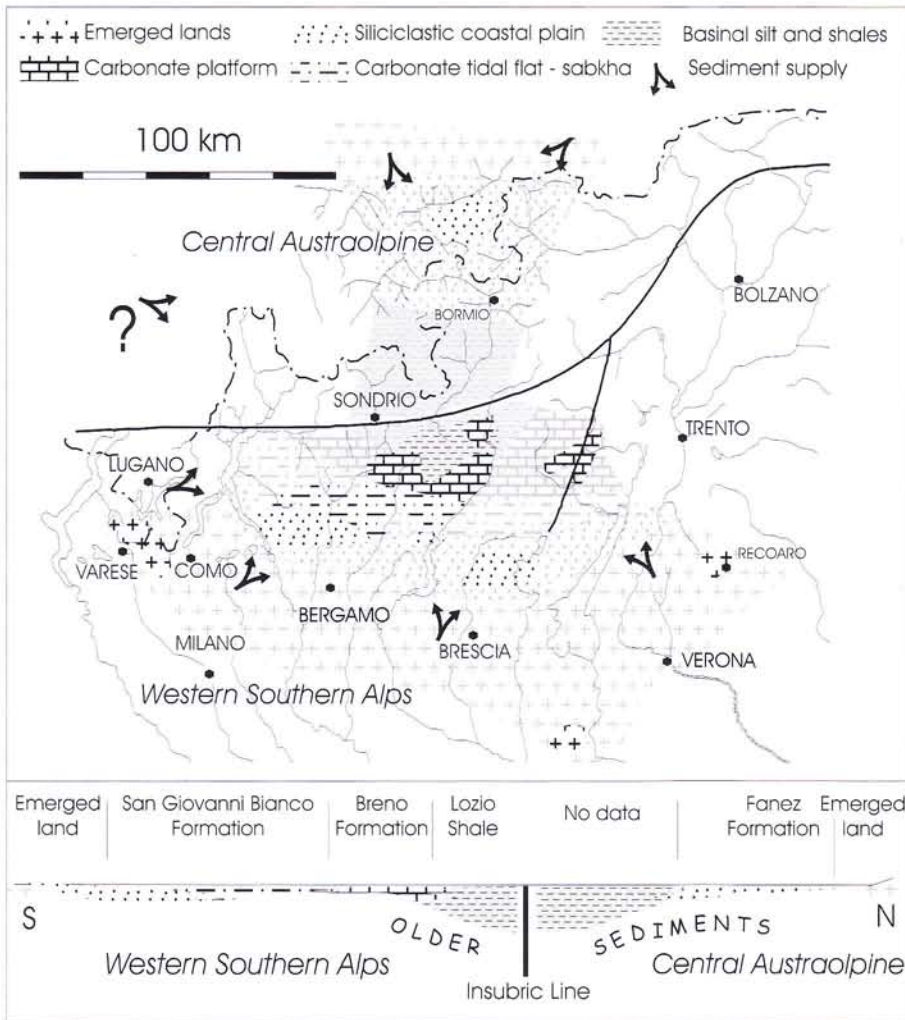 Emerged lands
Siliciclastic coastal plain
Basinal silt and shales
Carbonate platform
Carbonate tidal flat - sabkha
Sediment supply
100 km
Central Austraolpine
?
BORMIO
BOLZANO
SONDRIO
TRENTO
LUGANO
RECOARO
VARESE
COMO
BERGAMO
BRESCIA
MILANO
VERONA
Western Southern Alps
Emerged land
San Giovanni Bianco Formation
Breno Formation
Lozio Shale
No data
Fanez Formation
Emerged land
S
N
OLDER
SEDIMENTS
Western Southern Alps
Central Austraolpine
Insubric Line